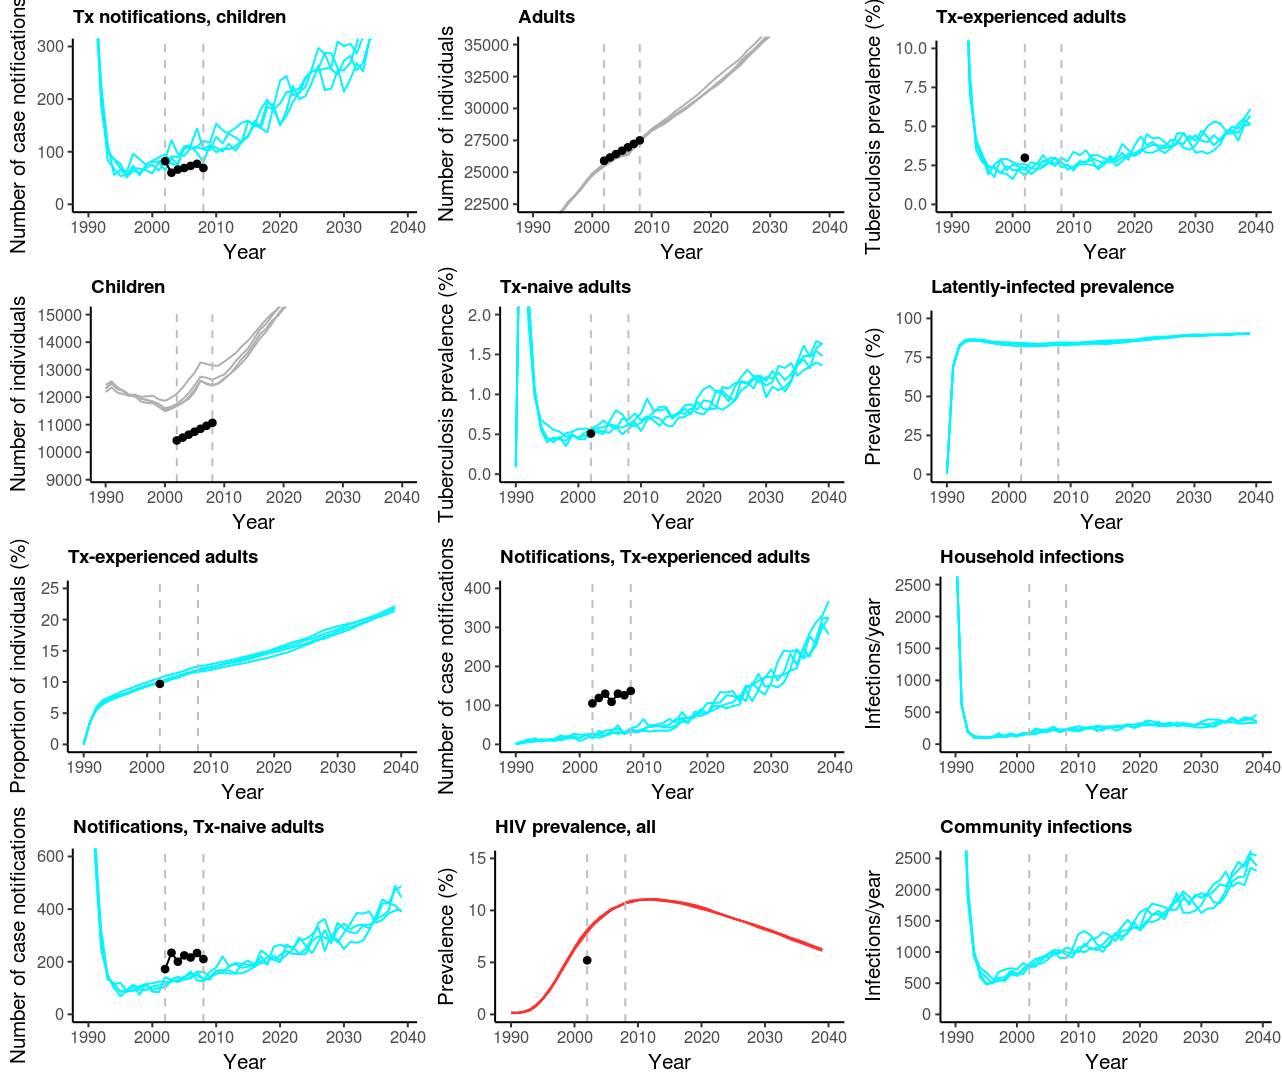 Tx notifications, children
Number of case notifications
300
200
100
0
1990 2000 2010 2020 2030 2040
Year
Adults
Number of individuals
35000
32500
30000
27500
25000
22500
1990 2000 2010 2020 2030 2040
Year
Tx-experienced adults
Tuberculosis prevalence (%)
10.0
7.5
5.0
2.5
0.0
1990 2000 2010 2020 2030 2040
Year
Children
Number of individuals
15000
14000
13000
12000
11000
10000
9000
1990 2000 2010 2020 2030 2040
Year
Tx-naive adults
Tuberculosis prevalence (%)
2.0
1.5
1.0
0.5
0.0
1990 2000 2010 2020 2030 2040
Year
Latently-infected prevalence
Prevalence (%)
100
75
50
25
0
1990 2000 2010 2020 2030 2040
Year
Tx-experienced adults
Proportion of individuals (%)
25
20
15
10
5
0
1990 2000 2010 2020 2030 2040
Year
Notifications, Tx-experienced adults
Number of case notifications
400
300
200
100
0
1990 2000 2010 2020 2030 2040
Year
Household infections
Infections/year
2500
2000
1500
1000
500
0
1990 2000 2010 2020 2030 2040
Year
Notifications, Tx-naive adults
Number of case notifications
600
400
200
0
1990 2000 2010 2020 2030 2040
Year
HIV prevalence, all
Prevalence (%)
15
10
5
0
1990 2000 2010 2020 2030 2040
Year
Community infections
Infections/year
2500
2000
1500
1000
500
0
1990 2000 2010 2020 2030 2040
Year